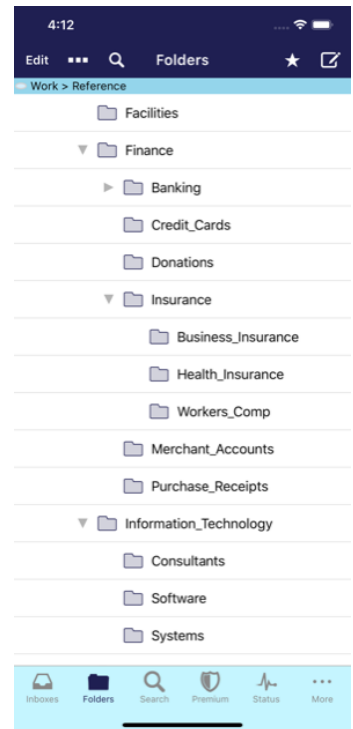 4:12
Edit ••• Folders
Work > Reference
Facilities
Finance
Banking
Credit_Cards
Donations
Insurance
Business_Insurance
Health_Insurance
Workers_Comp
Merchant_Accounts
Purchase_Receipts
Information_Technology
Consultants
Software
Systems
Inboxes Folders Search Premium Status More